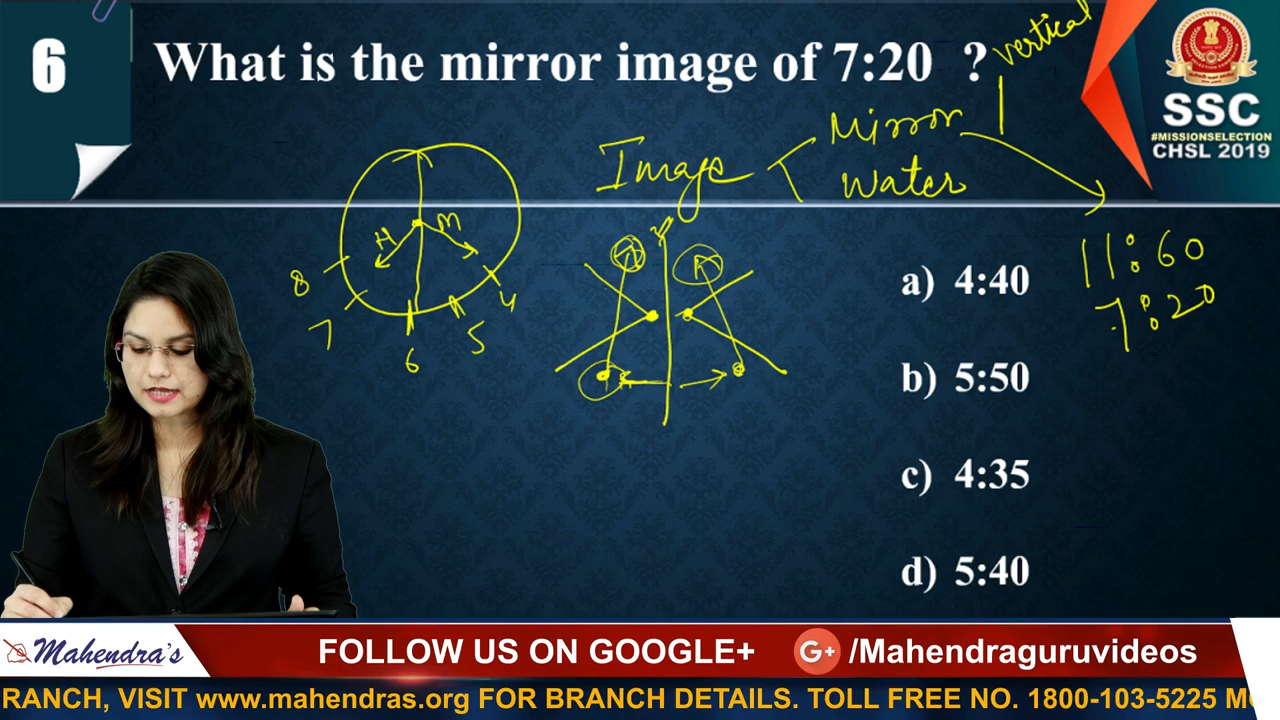 6
What is the mirror image of 7:20 ?
vertical
Mirror
Image
Water
SSC
#MISSIONSELECTION
CHSL 2019
H M
8
7
6
5
4
11:60
7:20
a) 4:40
b) 5:50
c) 4:35
d) 5:40
Mahendra's
FOLLOW US ON GOOGLE+
G+ /Mahendraguruvideos
RANCH, VISIT www.mahendras.org FOR BRANCH DETAILS. TOLL FREE NO. 1800-103-5225